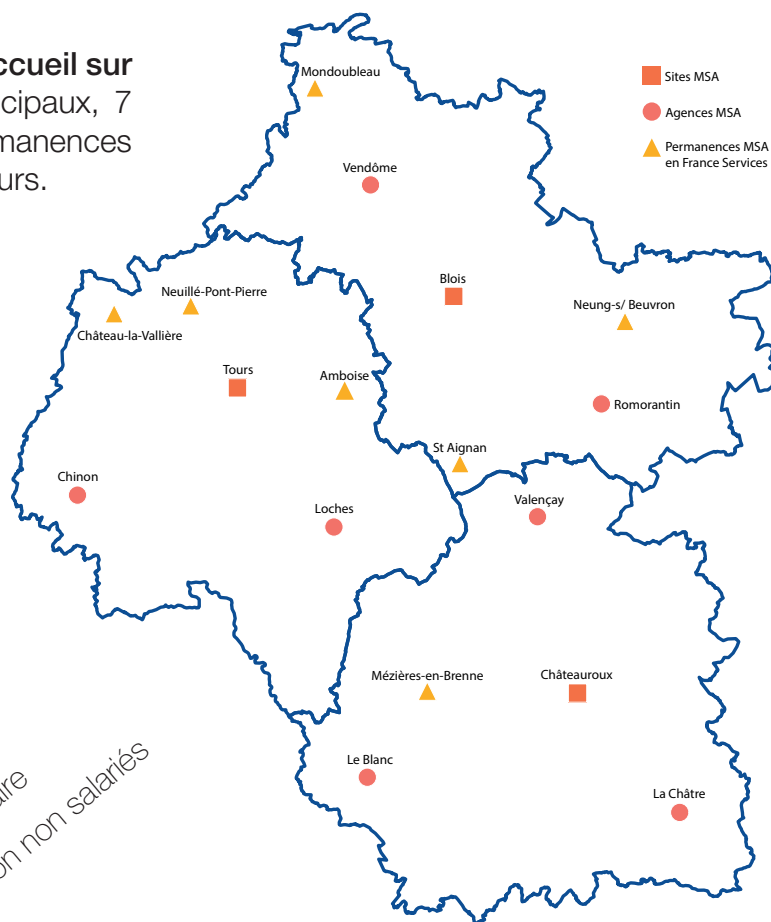 ccueil sur
cipaux, 7
manences
urs.
Mondoubleau
Sites MSA
Agences MSA
Permanences MSA
en France Services
Vendôme
Blois
Neuillé-Pont-Pierre
Neung-s/ Beuvron
Château-la-Vallière
Tours
Amboise
Romorantin
St Aignan
Chinon
Valençay
Loches
Mézières-en-Brenne
Châteauroux
Le Blanc
La Châtre
aire
on non salariés